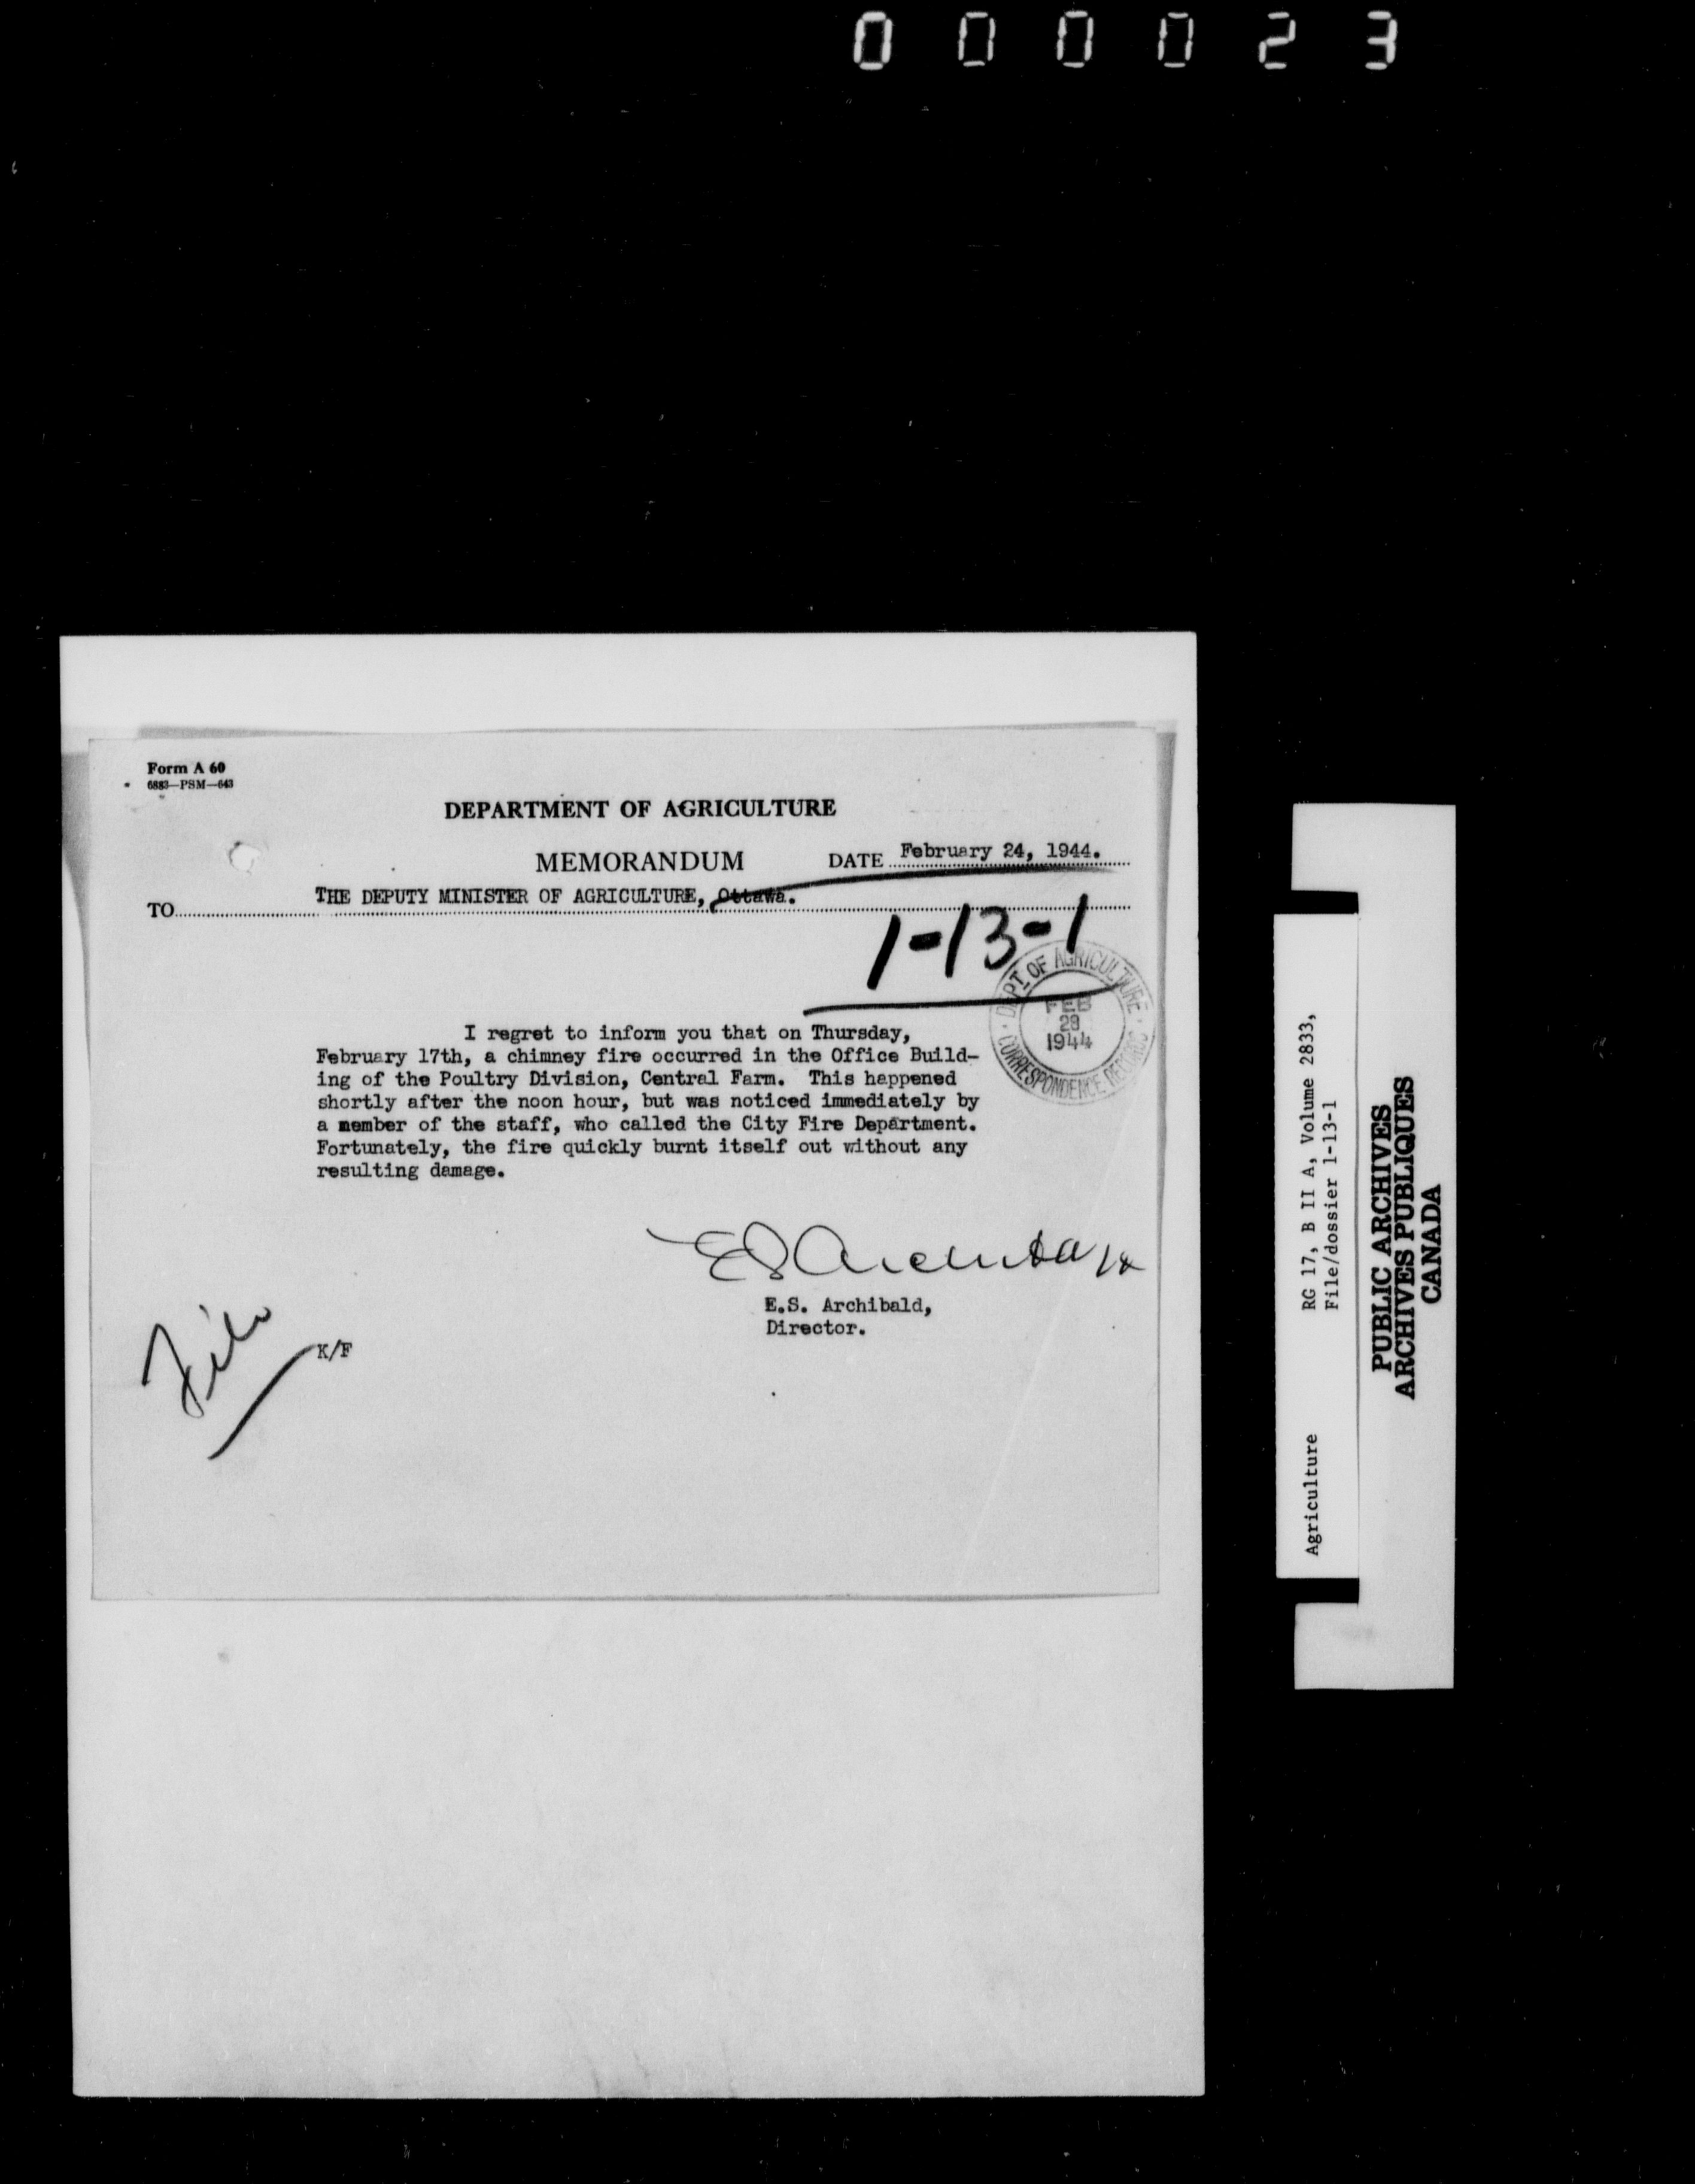 000023
Form A 60
6883—PSM—643
DEPARTMENT OF AGRICULTURE
MEMORANDUM
DATE February 24, 1944.
TO THE DEPUTY MINISTER OF AGRICULTURE, Ottawa.
1-13-1
DEPT OF AGRICULTURE
FEB
28
1944
CORRESPONDENCE RECORDS
I regret to inform you that on Thursday,
February 17th, a chimney fire occurred in the Office Build-
ing of the Poultry Division, Central Farm. This happened
shortly after the noon hour, but was noticed immediately by
a member of the staff, who called the City Fire Department.
Fortunately, the fire quickly burnt itself out without any
resulting damage.
E.S. Archibald
E.S. Archibald,
Director.
File
K/F
Agriculture RG 17, B II A, Volume 2833,
File/dossier 1-13-1
PUBLIC ARCHIVES
ARCHIVES PUBLIQUES
CANADA